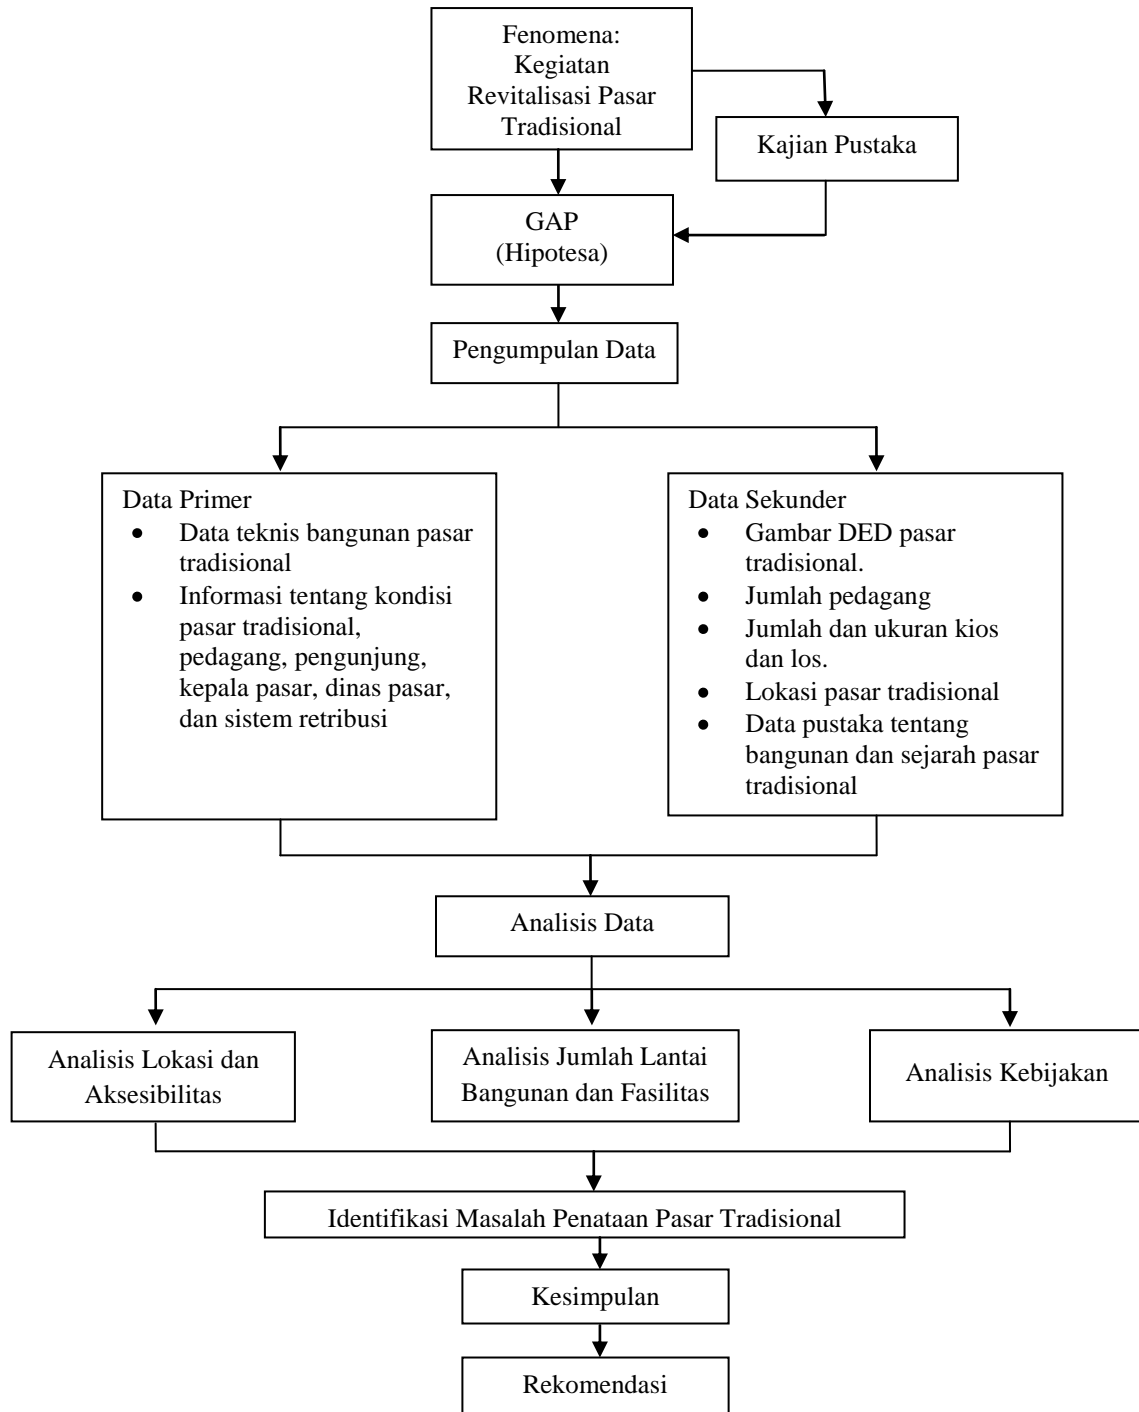 Fenomena:
Kegiatan
Revitalisasi Pasar
Tradisional
Kajian Pustaka
GAP
(Hipotesa)
Pengumpulan Data
Data Primer
● Data teknis bangunan pasar
tradisional
● Informasi tentang kondisi
pasar tradisional,
pedagang, pengunjung,
kepala pasar, dinas pasar,
dan sistem retribusi
Data Sekunder
● Gambar DED pasar
tradisional.
● Jumlah pedagang
● Jumlah dan ukuran kios
dan los.
● Lokasi pasar tradisional
● Data pustaka tentang
bangunan dan sejarah pasar
tradisional
Analisis Data
Analisis Lokasi dan
Aksesibilitas
Analisis Jumlah Lantai
Bangunan dan Fasilitas
Analisis Kebijakan
Identifikasi Masalah Penataan Pasar Tradisional
Kesimpulan
Rekomendasi